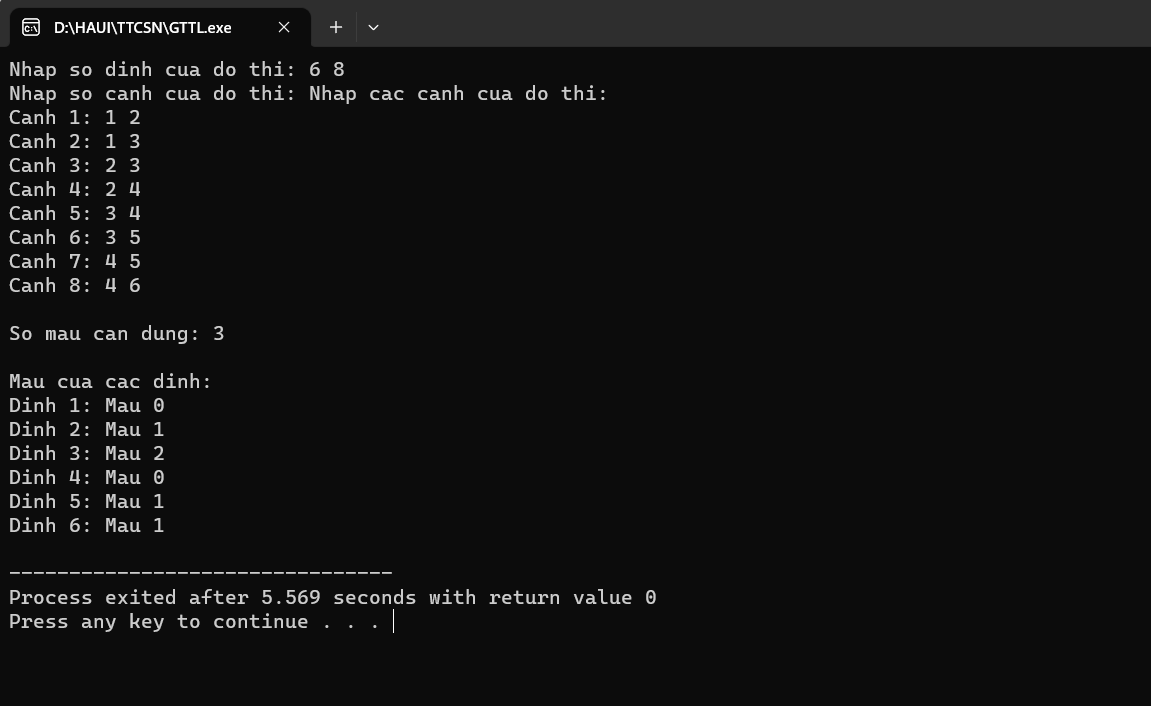 D:\HAUI\TTCSN\GTTL.exe
Nhap so dinh cua do thi: 6 8
Nhap so canh cua do thi: Nhap cac canh cua do thi:
Canh 1: 1 2
Canh 2: 1 3
Canh 3: 2 3
Canh 4: 2 4
Canh 5: 3 4
Canh 6: 3 5
Canh 7: 4 5
Canh 8: 4 6
So mau can dung: 3
Mau cua cac dinh:
Dinh 1: Mau 0
Dinh 2: Mau 1
Dinh 3: Mau 2
Dinh 4: Mau 0
Dinh 5: Mau 1
Dinh 6: Mau 1
--------------------------------
Process exited after 5.569 seconds with return value 0
Press any key to continue . . .